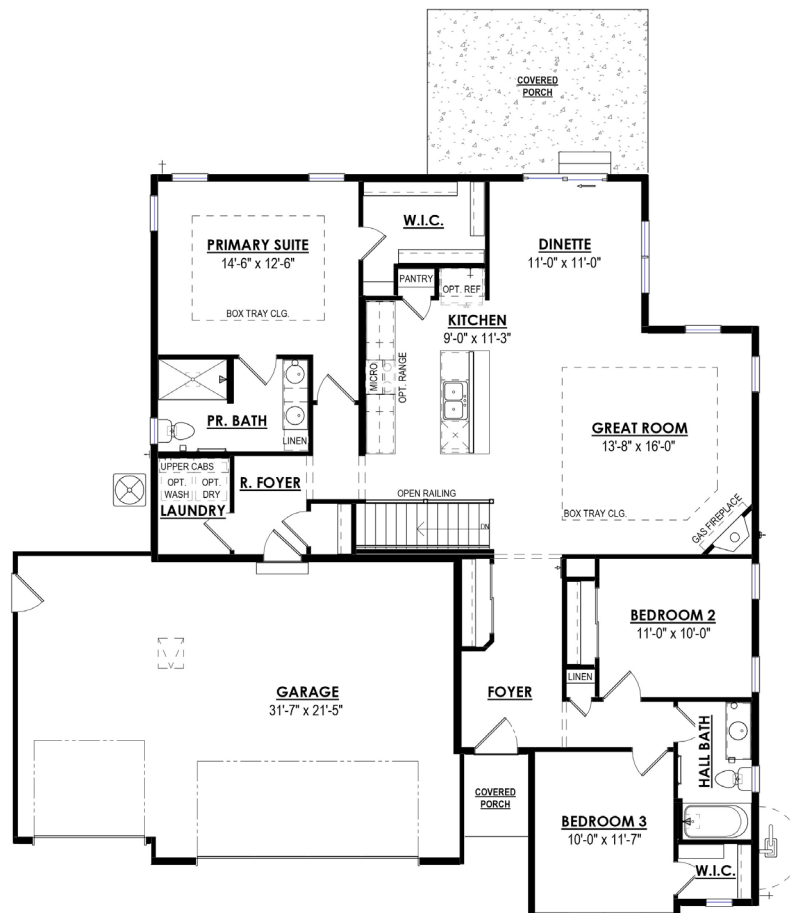 COVERED
PORCH
W.I.C.
PRIMARY SUITE
14'-6" x 12'-6"
DINETTE
11'-0" x 11'-0"
BOX TRAY CLG.
PANTRY
OPT. REF
KITCHEN
9'-0" x 11'-3"
MICRO
OPT. RANGE
PR. BATH
LINEN
GREAT ROOM
13'-8" x 16'-0"
BOX TRAY CLG.
GAS FIREPLACE
UPPER CABS
OPT.
WASH
OPT.
DRY
LAUNDRY
R. FOYER
OPEN RAILING
DN
BEDROOM 2
11'-0" x 10'-0"
LINEN
FOYER
GARAGE
31'-7" x 21'-5"
HALL BATH
COVERED
PORCH
BEDROOM 3
10'-0" x 11'-7"
W.I.C.